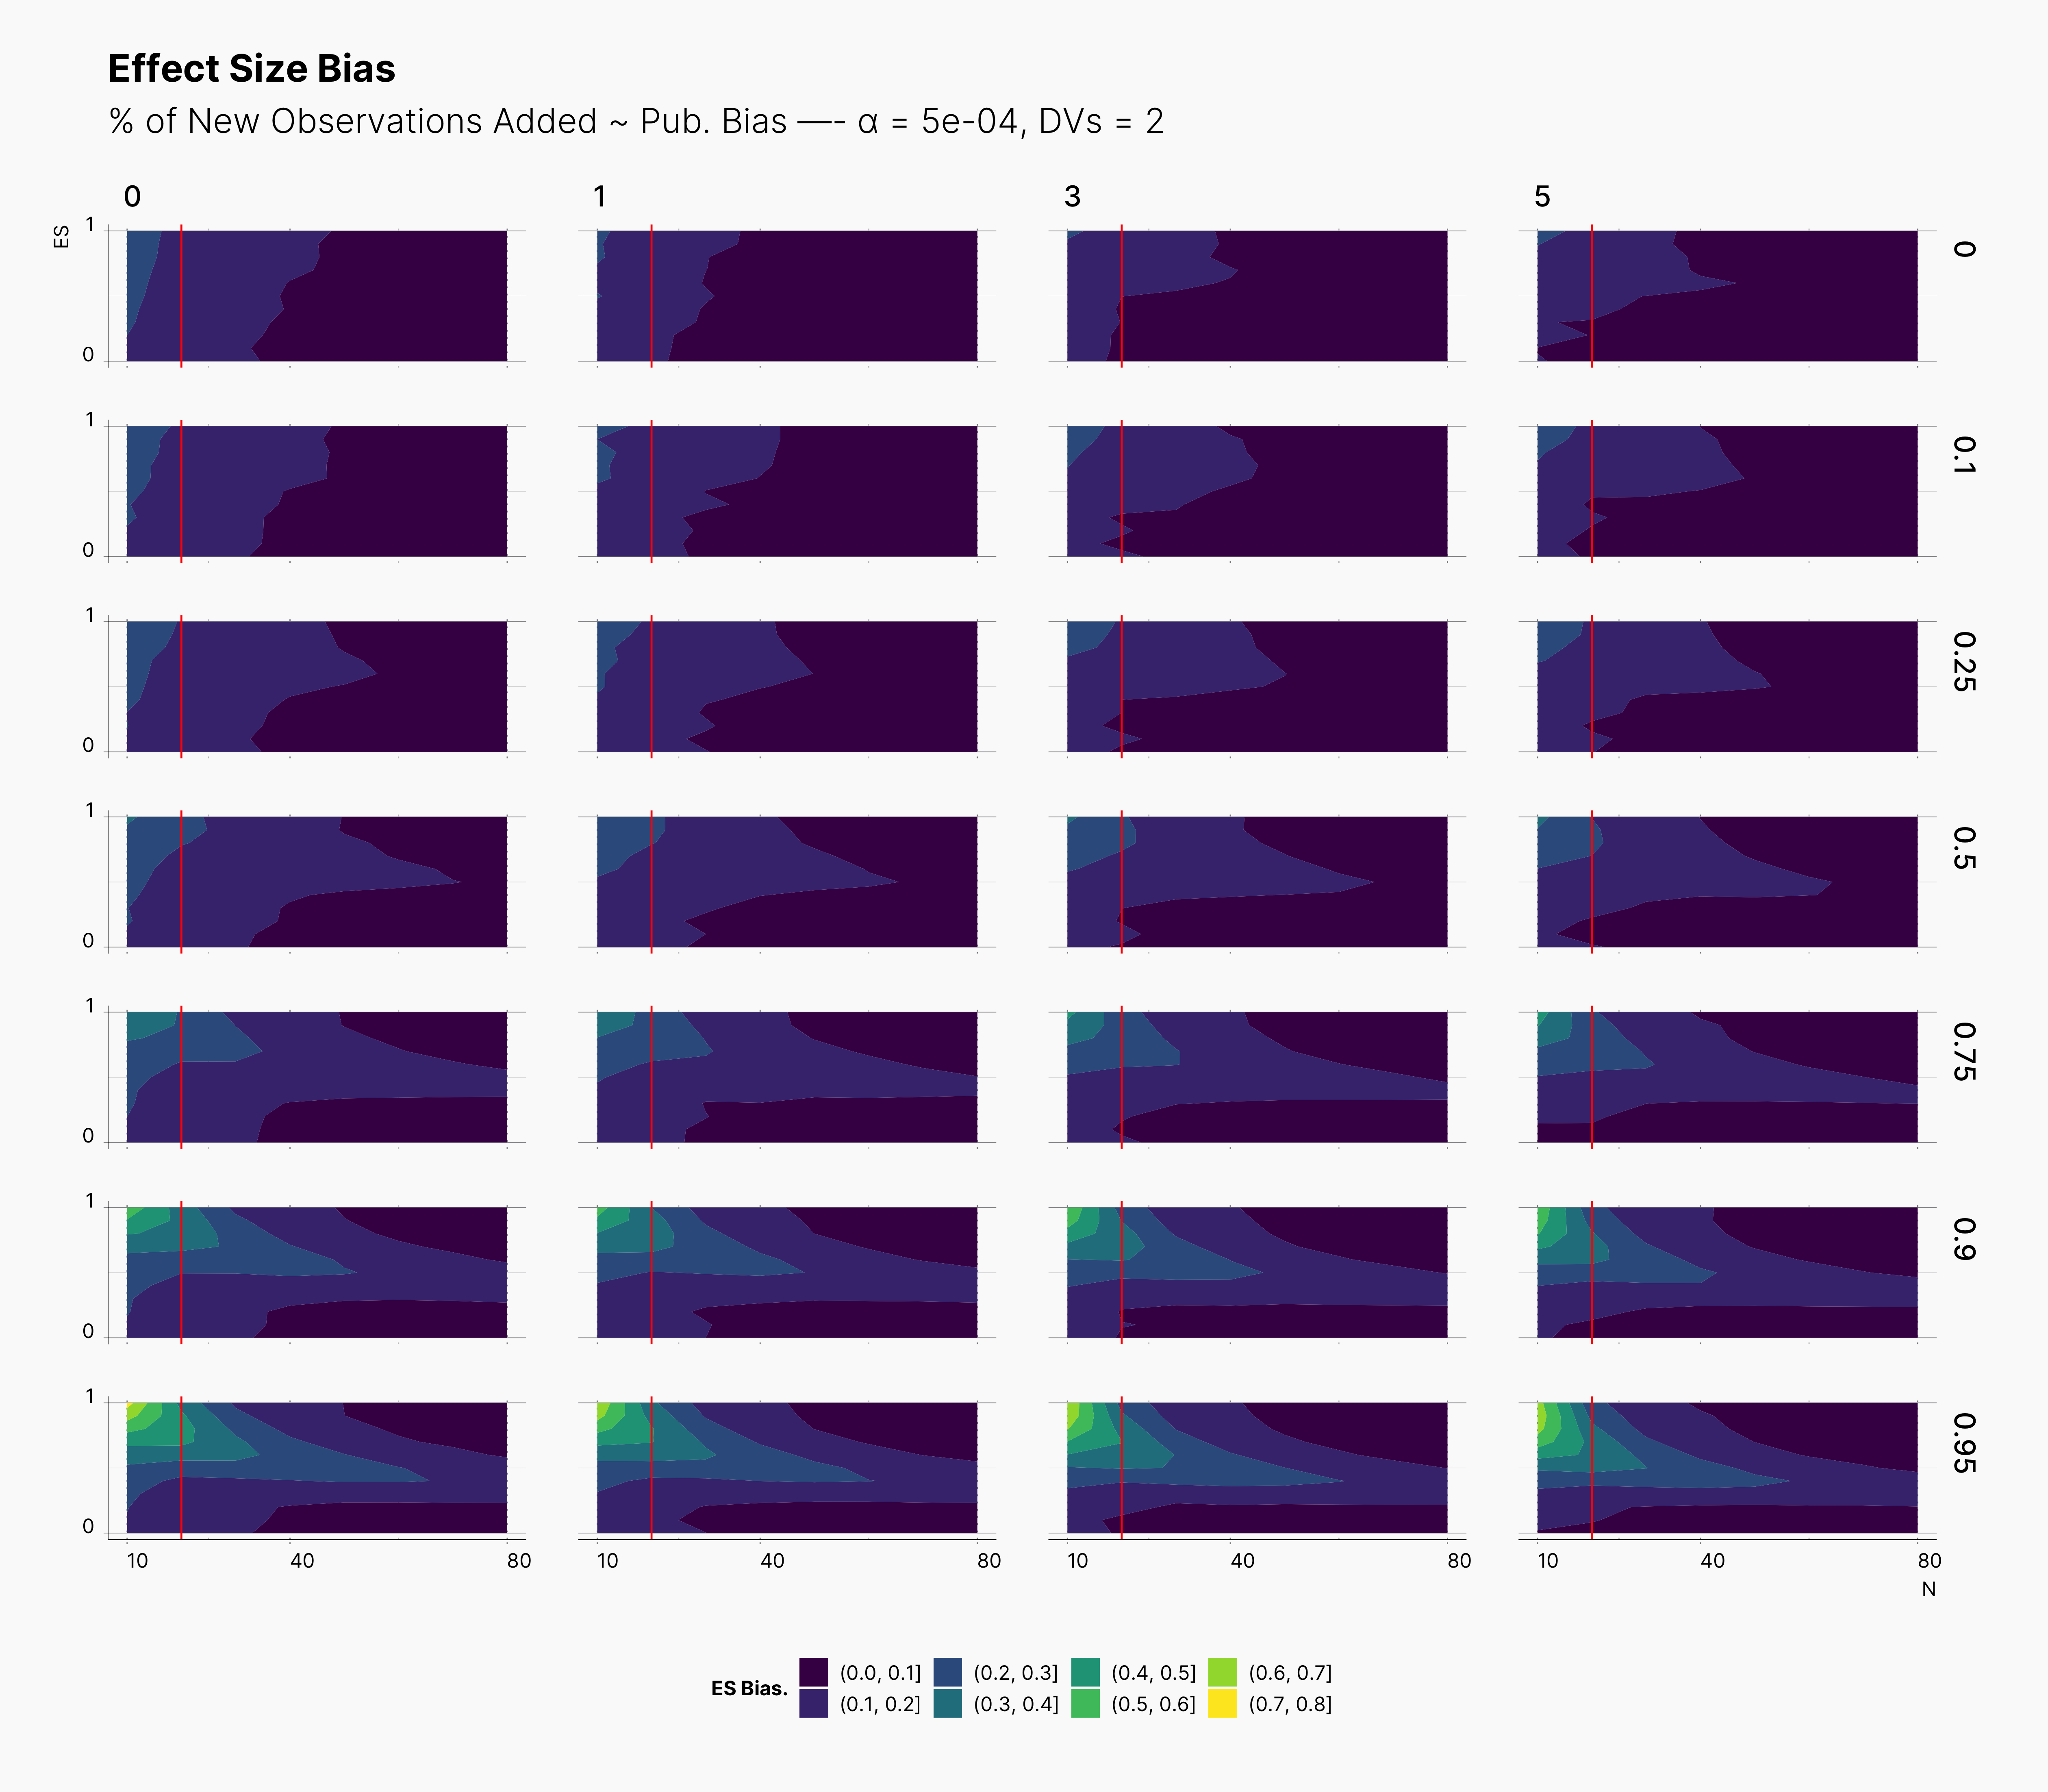 Effect Size Bias
% of New Observations Added ~ Pub. Bias —- α = 5e-04, DVs = 2
0 1 3 5
ES
1
0
0
1
0
0.1
1
0
0.25
1
0
0.5
1
0
0.75
1
0
0.9
1
0
0.95
10 40 80 10 40 80 10 40 80 10 40 80
N
ES Bias.
(0.0, 0.1] (0.2, 0.3] (0.4, 0.5] (0.6, 0.7]
(0.1, 0.2] (0.3, 0.4] (0.5, 0.6] (0.7, 0.8]